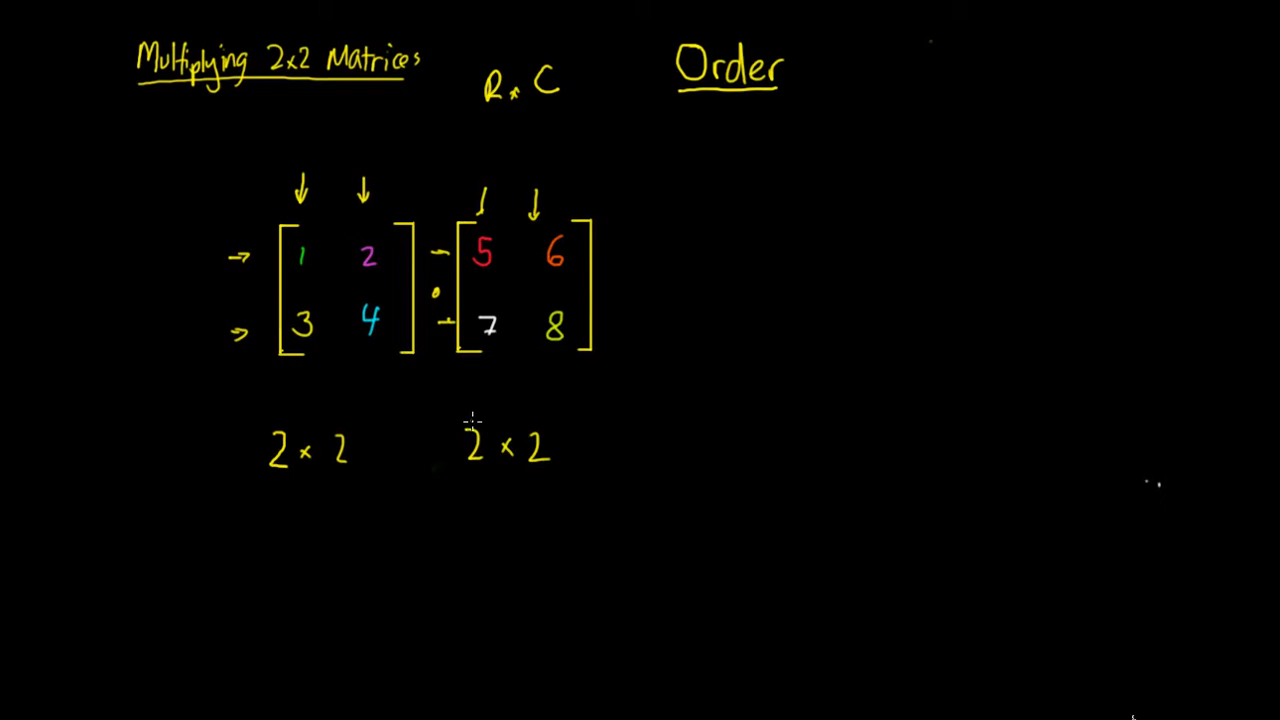 Multiplying 2x2 Matrices
R x C
Order
1 2 · 5 6
3 4 7 8
2 x 2 2 x 2